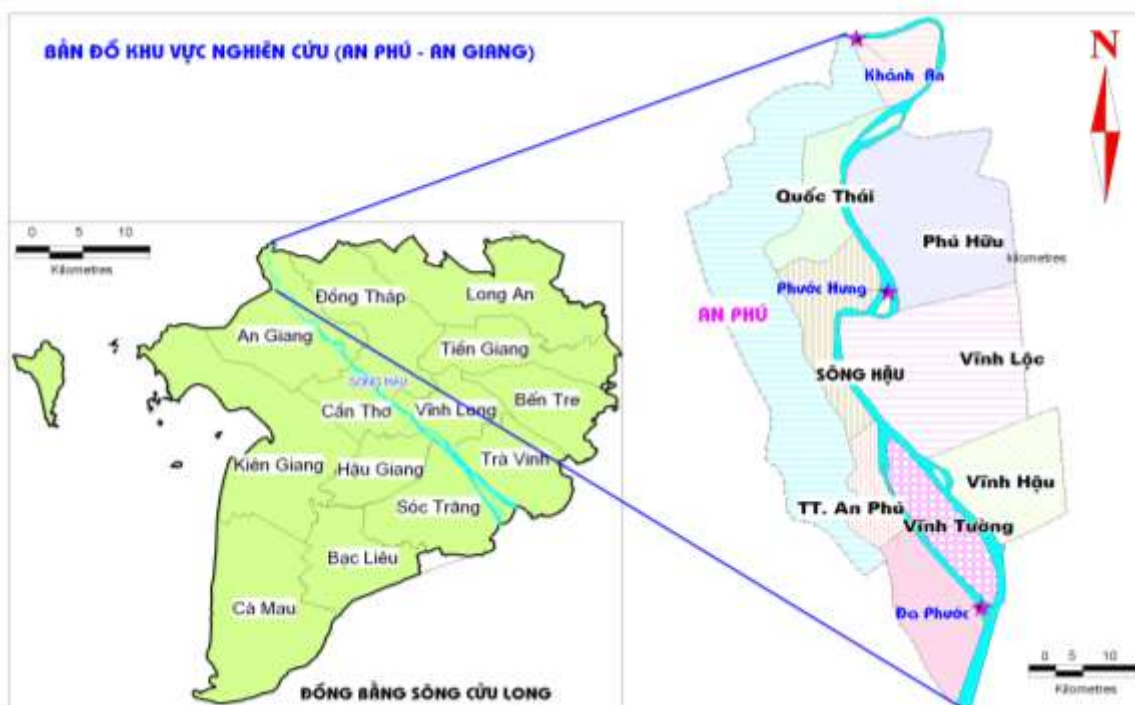 BẢN ĐỒ KHU VỰC NGHIÊN CỨU (AN PHÚ - AN GIANG)
N
Khánh An
Quốc Thái
Phú Hữu
kilometres
Phước Hưng
AN PHÚ
Vĩnh Lộc
SÔNG HẬU
Vĩnh Hậu
TT. An Phú
Vĩnh Tường
Đa Phước
0 5 10
Kilometres
0 5 10
Kilometres
Đồng Tháp
Long An
An Giang
Tiền Giang
SÔNG HẬU
Bến Tre
Cần Thơ
Vĩnh Long
Kiên Giang
Hậu Giang
Trà Vinh
Sóc Trăng
Bạc Liêu
Cà Mau
ĐỒNG BẰNG SÔNG CỬU LONG